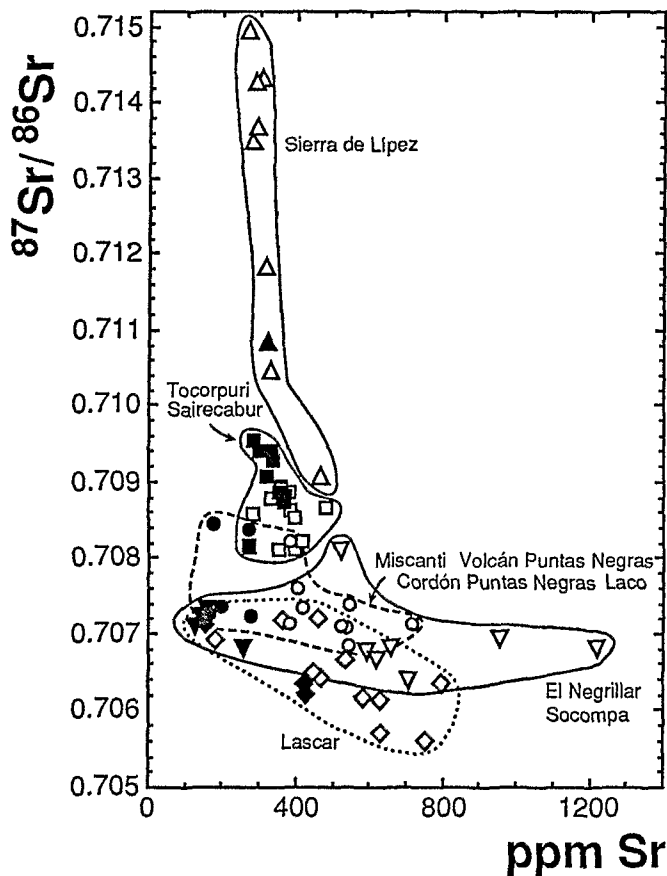 ⁸⁷Sr/⁸⁶Sr
0.715
0.714
0.713
0.712
0.711
0.710
0.709
0.708
0.707
0.706
0.705
Sierra de Lípez
Tocorpuri
Sairecabur
Miscanti Volcán Puntas Negras
Cordón Puntas Negras Laco
El Negrillar
Socompa
Lascar
0 400 800 1200
ppm Sr